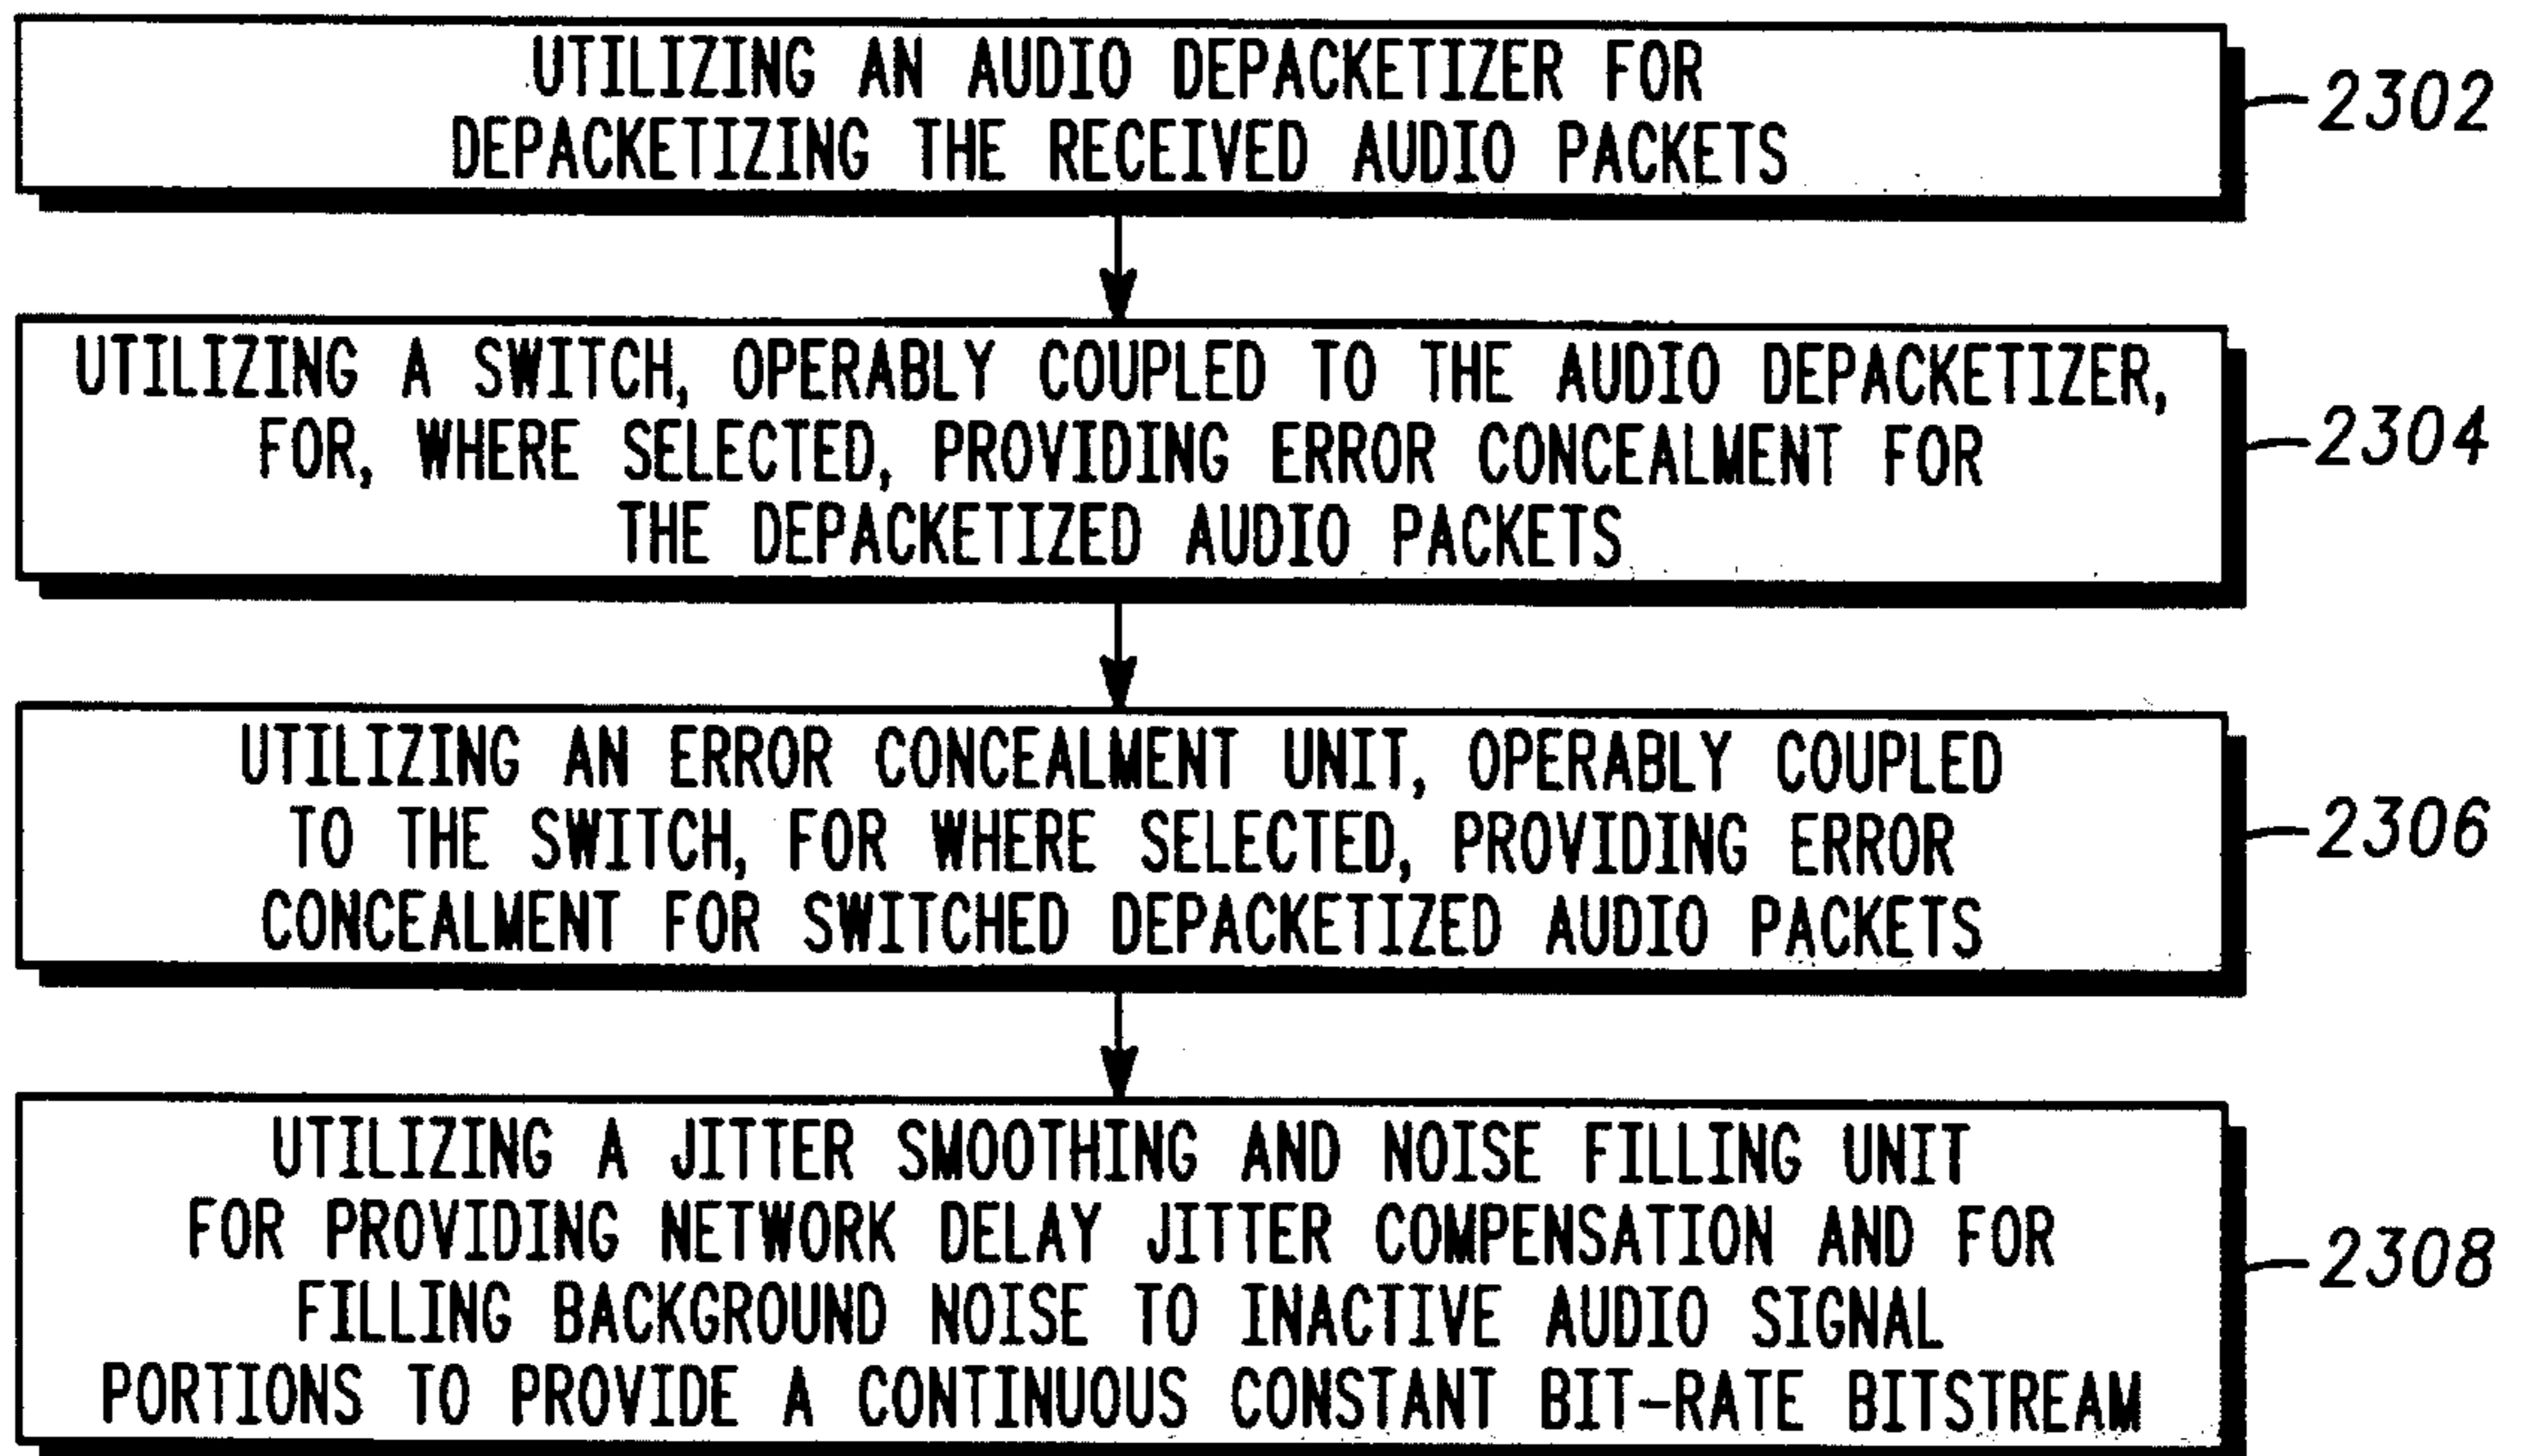 UTILIZING AN AUDIO DEPACKETIZER FOR
DEPACKETIZING THE RECEIVED AUDIO PACKETS
2302
UTILIZING A SWITCH, OPERABLY COUPLED TO THE AUDIO DEPACKETIZER,
FOR, WHERE SELECTED, PROVIDING ERROR CONCEALMENT FOR
THE DEPACKETIZED AUDIO PACKETS
2304
UTILIZING AN ERROR CONCEALMENT UNIT, OPERABLY COUPLED
TO THE SWITCH, FOR WHERE SELECTED, PROVIDING ERROR
CONCEALMENT FOR SWITCHED DEPACKETIZED AUDIO PACKETS
2306
UTILIZING A JITTER SMOOTHING AND NOISE FILLING UNIT
FOR PROVIDING NETWORK DELAY JITTER COMPENSATION AND FOR
FILLING BACKGROUND NOISE TO INACTIVE AUDIO SIGNAL
PORTIONS TO PROVIDE A CONTINUOUS CONSTANT BIT-RATE BITSTREAM
2308